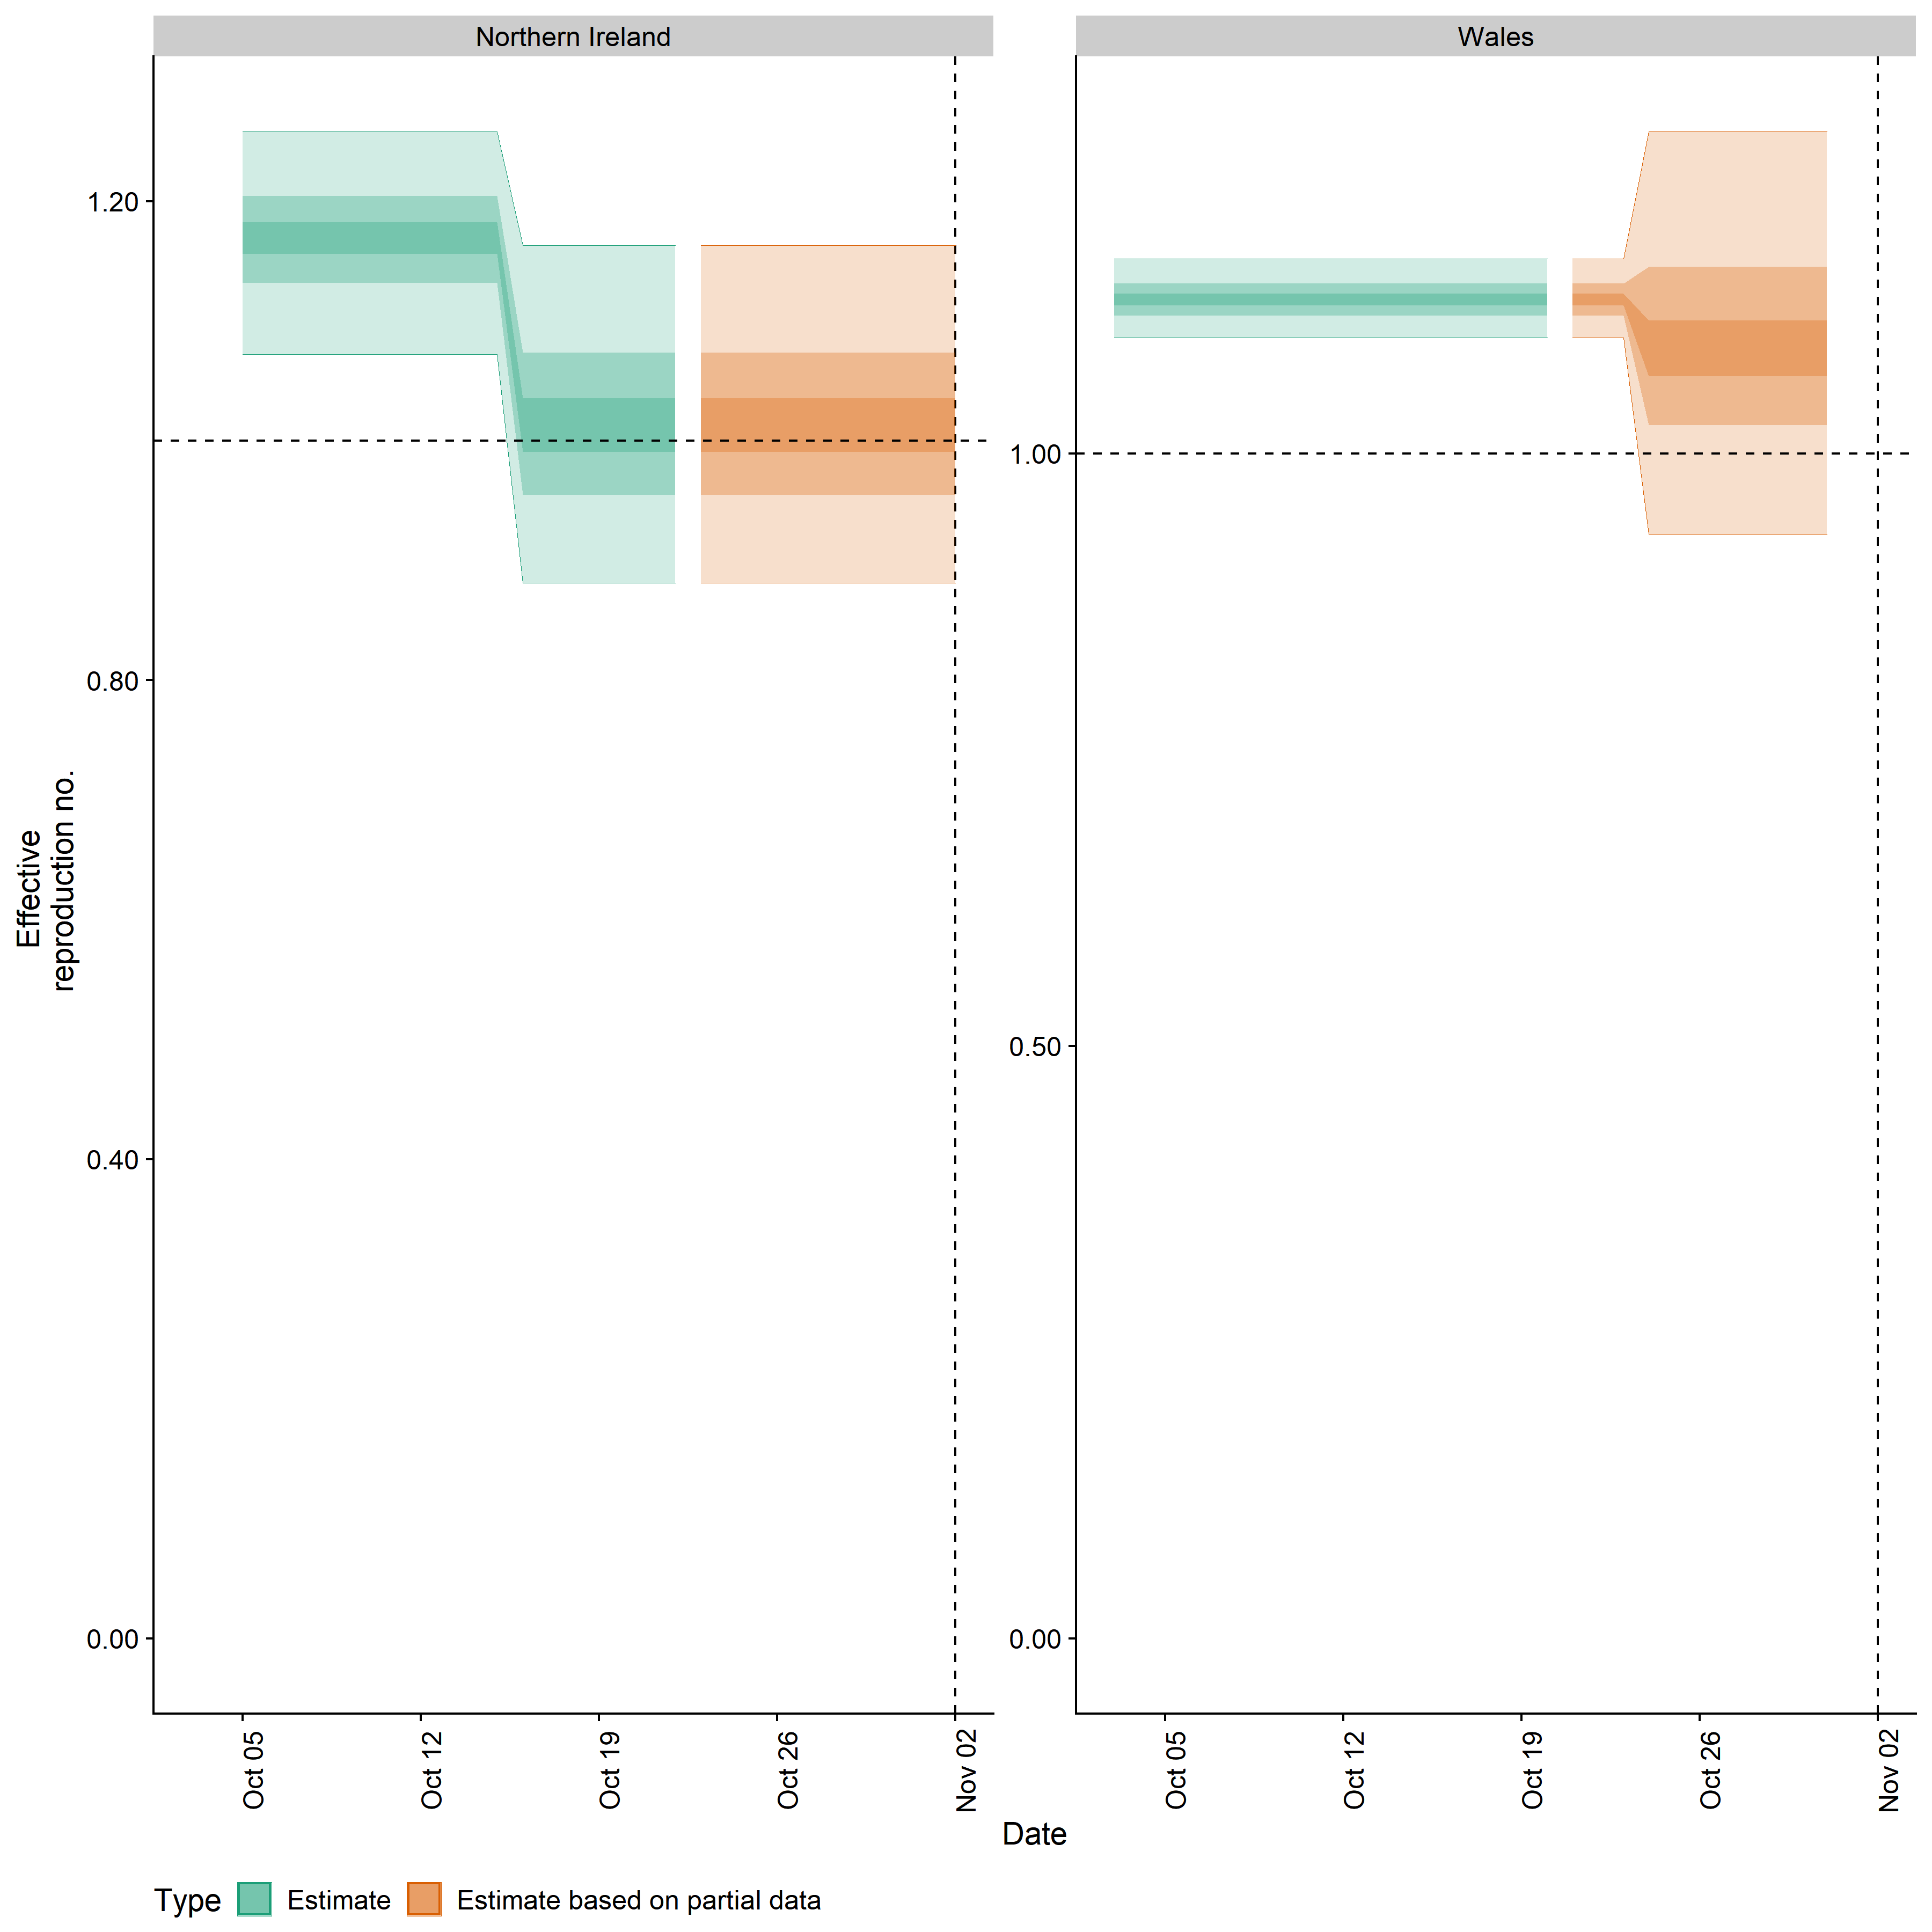 Northern Ireland
Wales
Effective
reproduction no.
1.20
0.80
0.40
0.00
1.00
0.50
0.00
Oct 05
Oct 12
Oct 19
Oct 26
Nov 02
Oct 05
Oct 12
Oct 19
Oct 26
Nov 02
Date
Type Estimate Estimate based on partial data